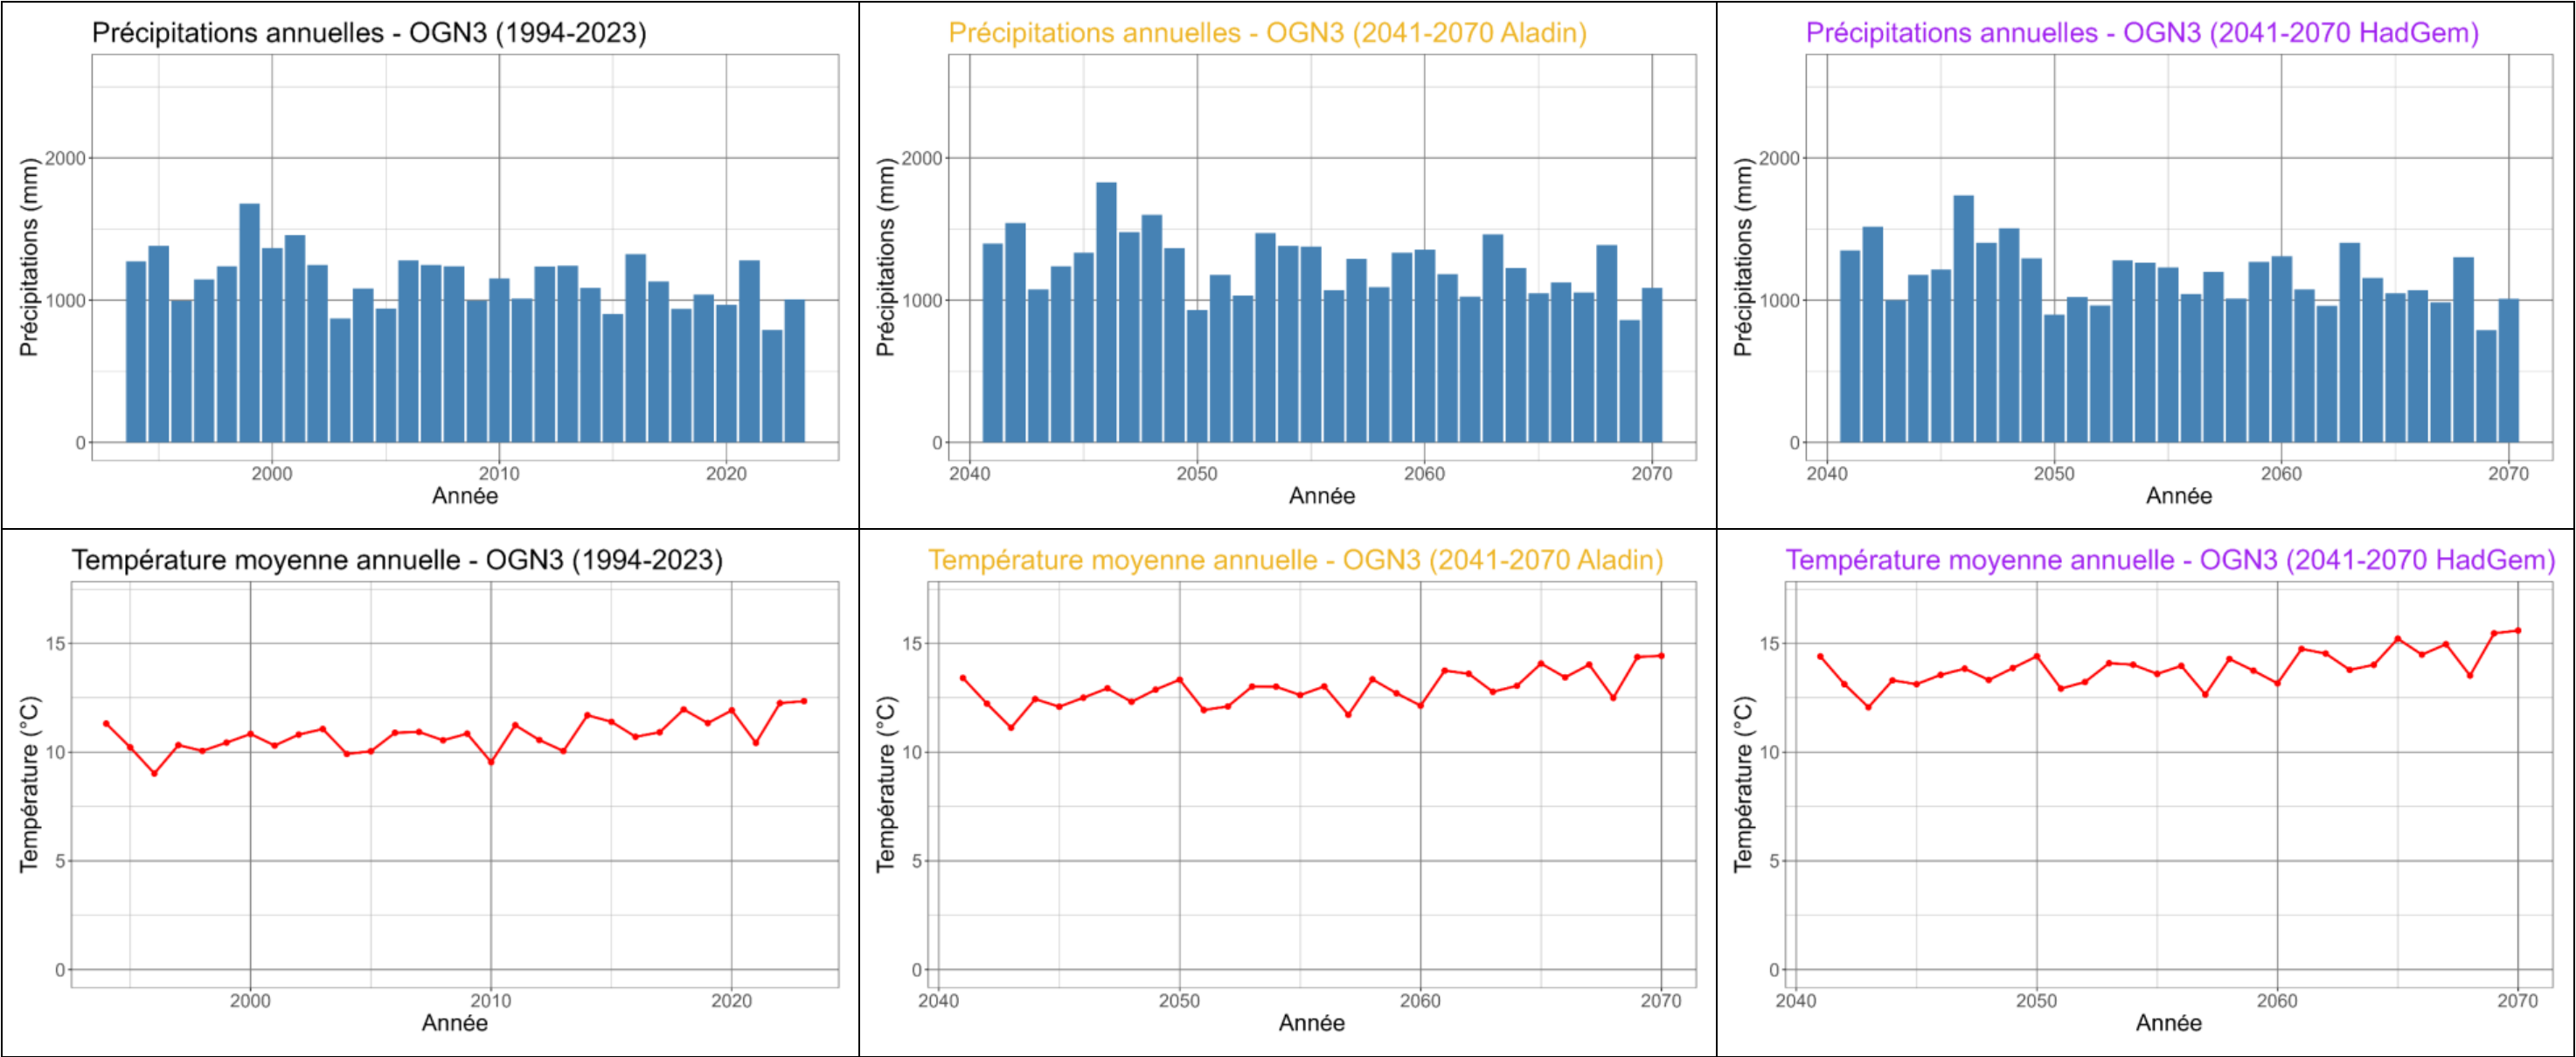 Précipitations annuelles - OGN3 (1994-2023)
Précipitations (mm)
2000
1000
0
2000
2010
2020
Année
Précipitations annuelles - OGN3 (2041-2070 Aladin)
Précipitations (mm)
2000
1000
0
2040
2050
2060
2070
Année
Précipitations annuelles - OGN3 (2041-2070 HadGem)
Précipitations (mm)
2000
1000
0
2040
2050
2060
2070
Année
Température moyenne annuelle - OGN3 (1994-2023)
Température (°C)
15
10
5
0
2000
2010
2020
Année
Température moyenne annuelle - OGN3 (2041-2070 Aladin)
Température (°C)
15
10
5
0
2040
2050
2060
2070
Année
Température moyenne annuelle - OGN3 (2041-2070 HadGem)
Température (°C)
15
10
5
0
2040
2050
2060
2070
Année